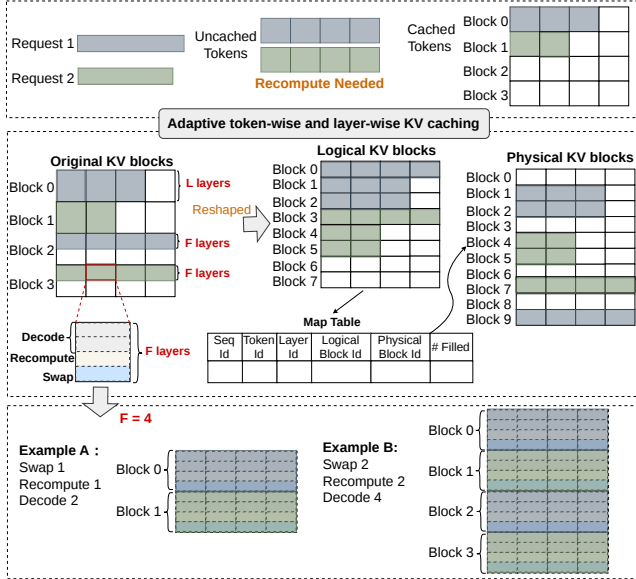 Request 1
Request 2
Uncached
Tokens
Recompute Needed
Cached
Tokens
Block 0
Block 1
Block 2
Block 3
Adaptive token-wise and layer-wise KV caching
Original KV blocks
Block 0
Block 1
Block 2
Block 3
L layers
F layers
F layers
Reshaped
Logical KV blocks
Block 0
Block 1
Block 2
Block 3
Block 4
Block 5
Block 6
Block 7
Physical KV blocks
Block 0
Block 1
Block 2
Block 3
Block 4
Block 5
Block 6
Block 7
Block 8
Block 9
Decode
Recompute
Swap
F layers
Map Table
Seq Id
Token Id
Layer Id
Logical Block Id
Physical Block Id
# Filled
F = 4
Example A :
Swap 1
Recompute 1
Decode 2
Block 0
Block 1
Example B:
Swap 2
Recompute 2
Decode 4
Block 0
Block 1
Block 2
Block 3